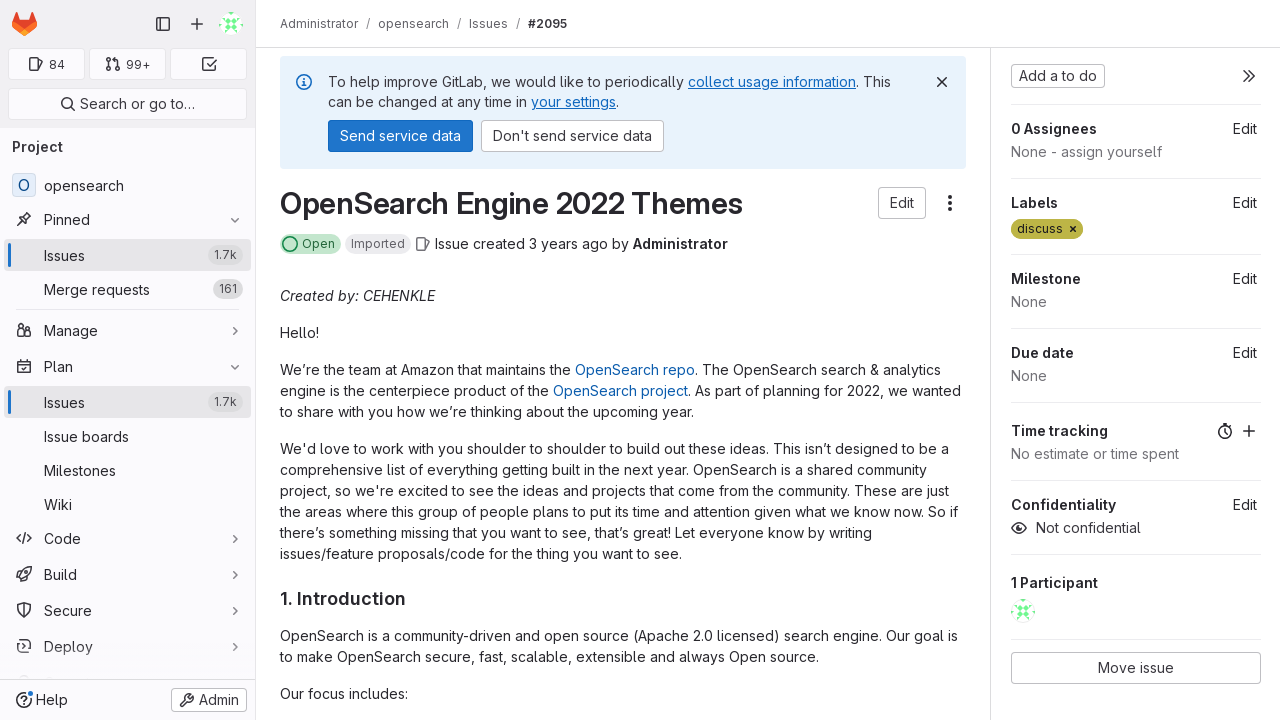 84
99+
Search or go to…
Project
O opensearch
Pinned
Issues 1.7k
Merge requests 161
Manage
Plan
Issues 1.7k
Issue boards
Milestones
Wiki
Code
Build
Secure
Deploy
Help
Admin
Administrator / opensearch / Issues / #2095
To help improve GitLab, we would like to periodically collect usage information. This
can be changed at any time in your settings.
Send service data
Don't send service data
OpenSearch Engine 2022 Themes
Edit
Open Imported Issue created 3 years ago by Administrator
Created by: CEHENKLE
Hello!
We’re the team at Amazon that maintains the OpenSearch repo. The OpenSearch search & analytics
engine is the centerpiece product of the OpenSearch project. As part of planning for 2022, we wanted
to share with you how we’re thinking about the upcoming year.
We'd love to work with you shoulder to shoulder to build out these ideas. This isn’t designed to be a
comprehensive list of everything getting built in the next year. OpenSearch is a shared community
project, so we're excited to see the ideas and projects that come from the community. These are just
the areas where this group of people plans to put its time and attention given what we know now. So if
there’s something missing that you want to see, that’s great! Let everyone know by writing
issues/feature proposals/code for the thing you want to see.
1. Introduction
OpenSearch is a community-driven and open source (Apache 2.0 licensed) search engine. Our goal is
to make OpenSearch secure, fast, scalable, extensible and always Open source.
Our focus includes:
Add a to do
0 Assignees Edit
None - assign yourself
Labels Edit
discuss
Milestone Edit
None
Due date Edit
None
Time tracking
No estimate or time spent
Confidentiality Edit
Not confidential
1 Participant
Move issue